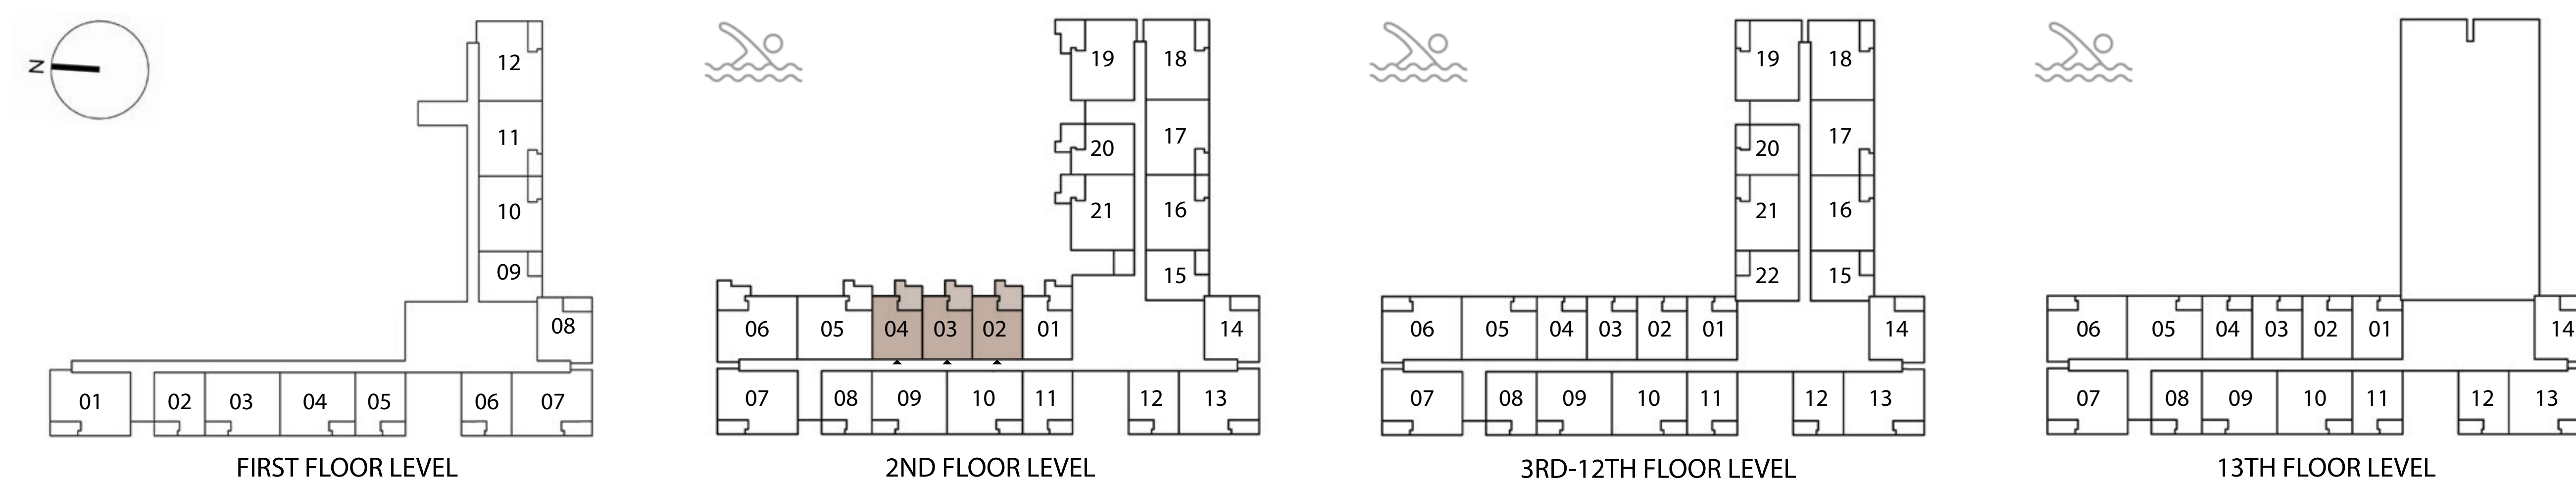 N
12
11
10
09
08
01 02 03 04 05 06 07
FIRST FLOOR LEVEL
19 18
20 17
21 16
15
06 05 04 03 02 01 14
07 08 09 10 11 12 13
2ND FLOOR LEVEL
19 18
20 17
21 16
22 15
06 05 04 03 02 01 14
07 08 09 10 11 12 13
3RD-12TH FLOOR LEVEL
06 05 04 03 02 01 14
07 08 09 10 11 12 13
13TH FLOOR LEVEL